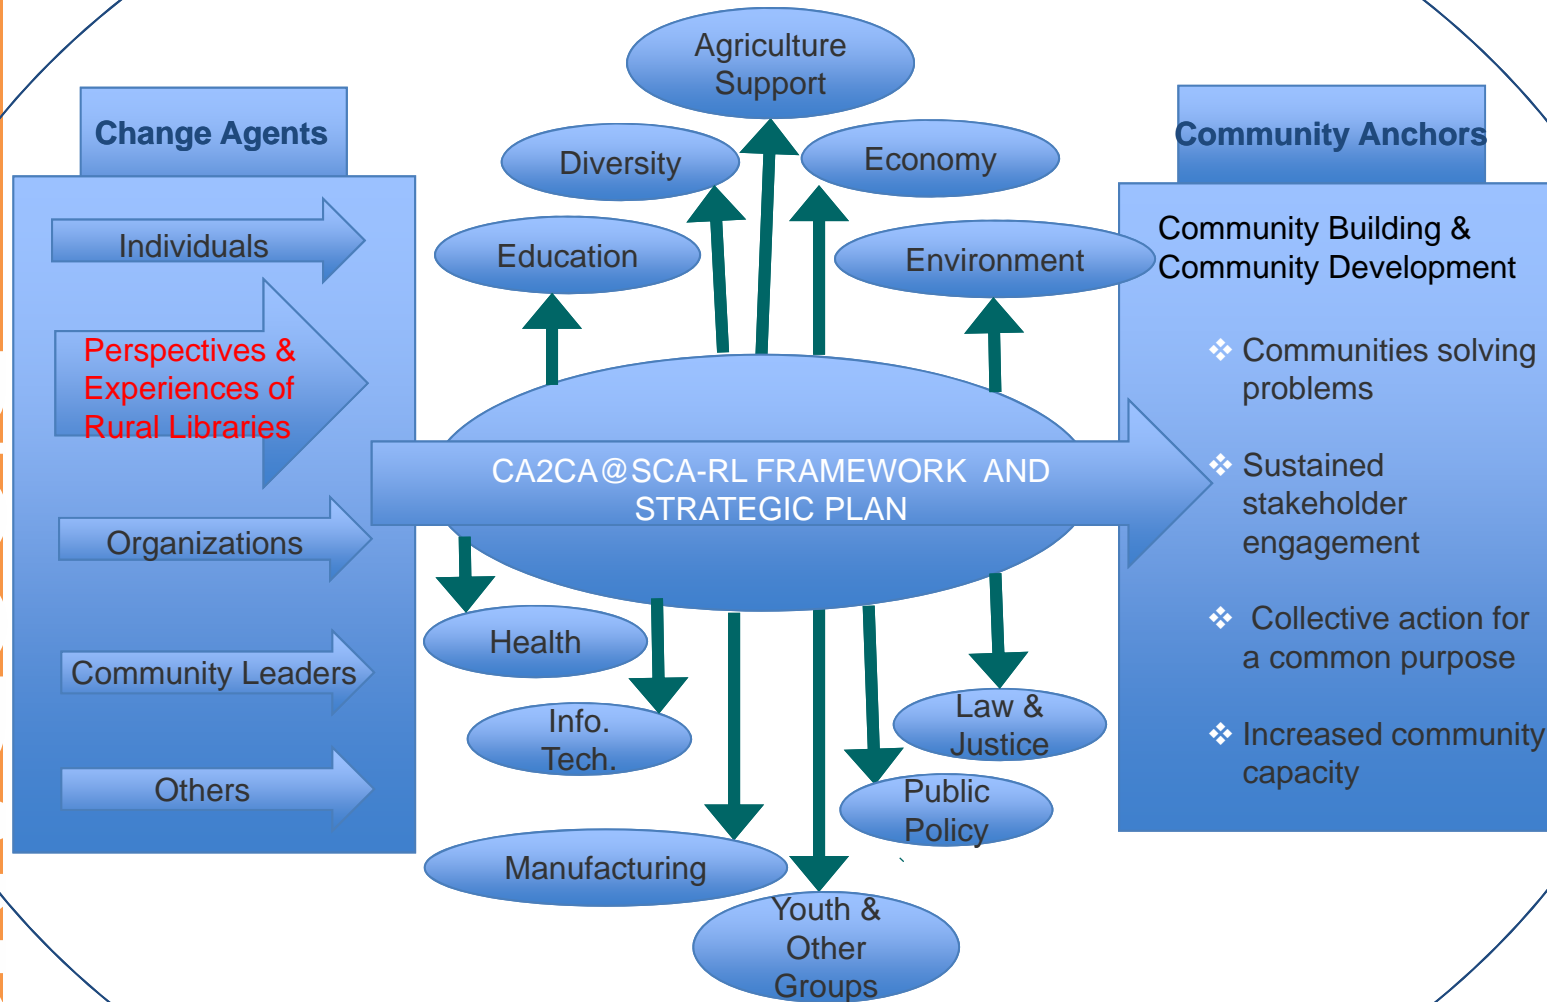 Change Agents
Individuals
Perspectives &
Experiences of
Rural Libraries
Organizations
Community Leaders
Others
Agriculture
Support
Diversity
Economy
Education
Environment
CA2CA@SCA-RL FRAMEWORK AND
STRATEGIC PLAN
Health
Info.
Tech.
Manufacturing
Youth &
Other
Groups
Public
Policy
Law &
Justice
Community Anchors
Community Building &
Community Development
❖ Communities solving
problems
❖ Sustained
stakeholder
engagement
❖ Collective action for
a common purpose
❖ Increased community
capacity